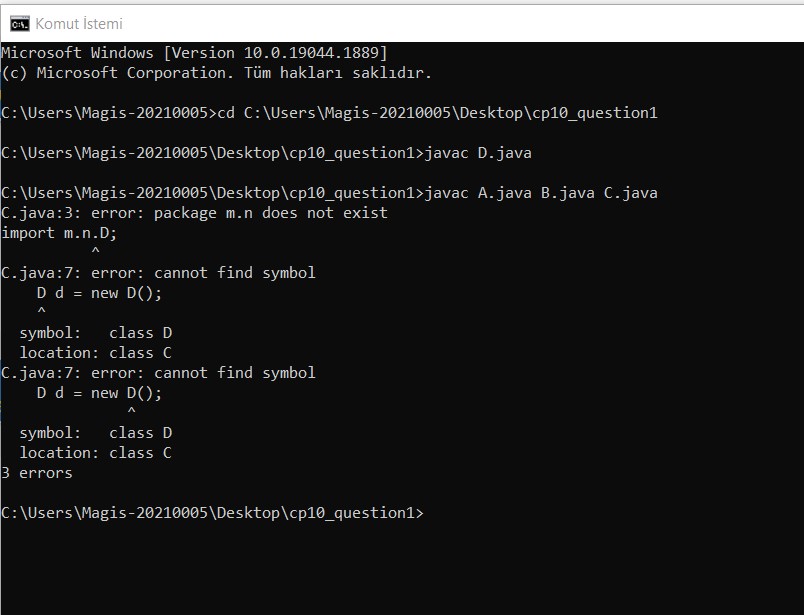 Komut İstemi
Microsoft Windows [Version 10.0.19044.1889]
(c) Microsoft Corporation. Tüm hakları saklıdır.
C:\Users\Magis-20210005>cd C:\Users\Magis-20210005\Desktop\cp10_question1
C:\Users\Magis-20210005\Desktop\cp10_question1>javac D.java
C:\Users\Magis-20210005\Desktop\cp10_question1>javac A.java B.java C.java
C.java:3: error: package m.n does not exist
import m.n.D;
^
C.java:7: error: cannot find symbol
D d = new D();
^
symbol:   class D
location: class C
C.java:7: error: cannot find symbol
D d = new D();
^
symbol:   class D
location: class C
3 errors
C:\Users\Magis-20210005\Desktop\cp10_question1>